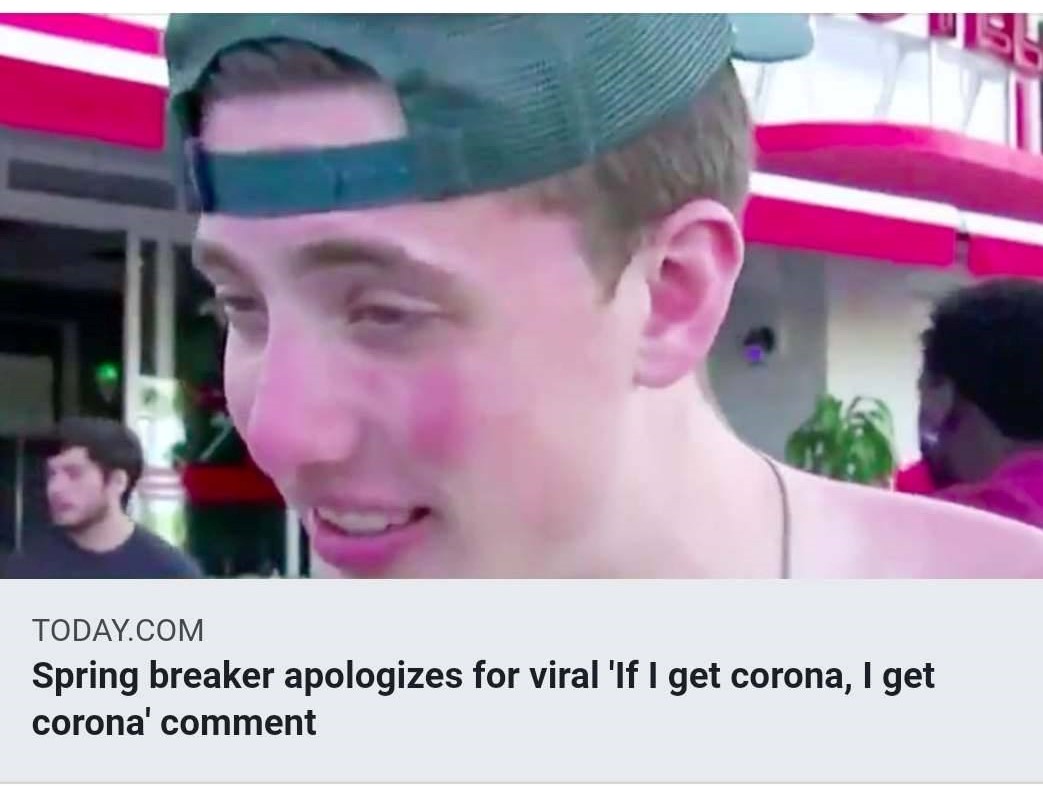 TODAY.COM
Spring breaker apologizes for viral 'If I get corona, I get
corona' comment